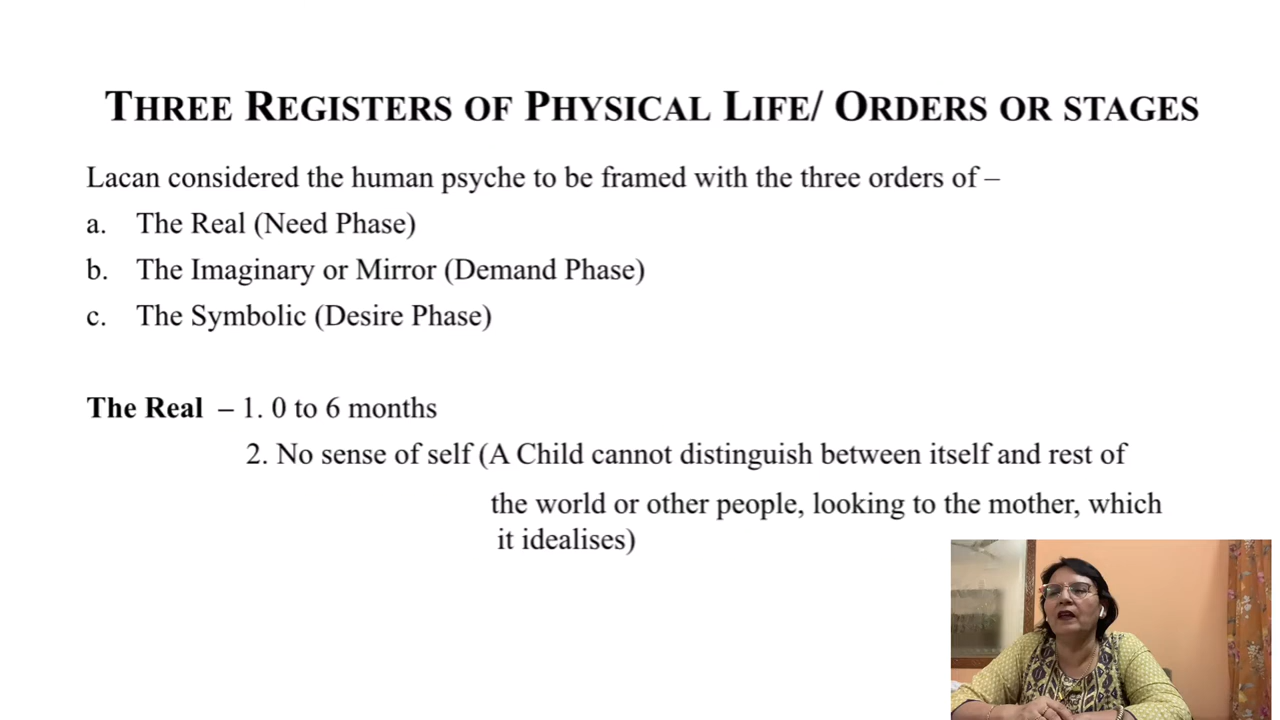 THREE REGISTERS OF PHYSICAL LIFE/ ORDERS OR STAGES
Lacan considered the human psyche to be framed with the three orders of –
a. The Real (Need Phase)
b. The Imaginary or Mirror (Demand Phase)
c. The Symbolic (Desire Phase)
The Real – 1. 0 to 6 months
2. No sense of self (A Child cannot distinguish between itself and rest of
the world or other people, looking to the mother, which
it idealises)